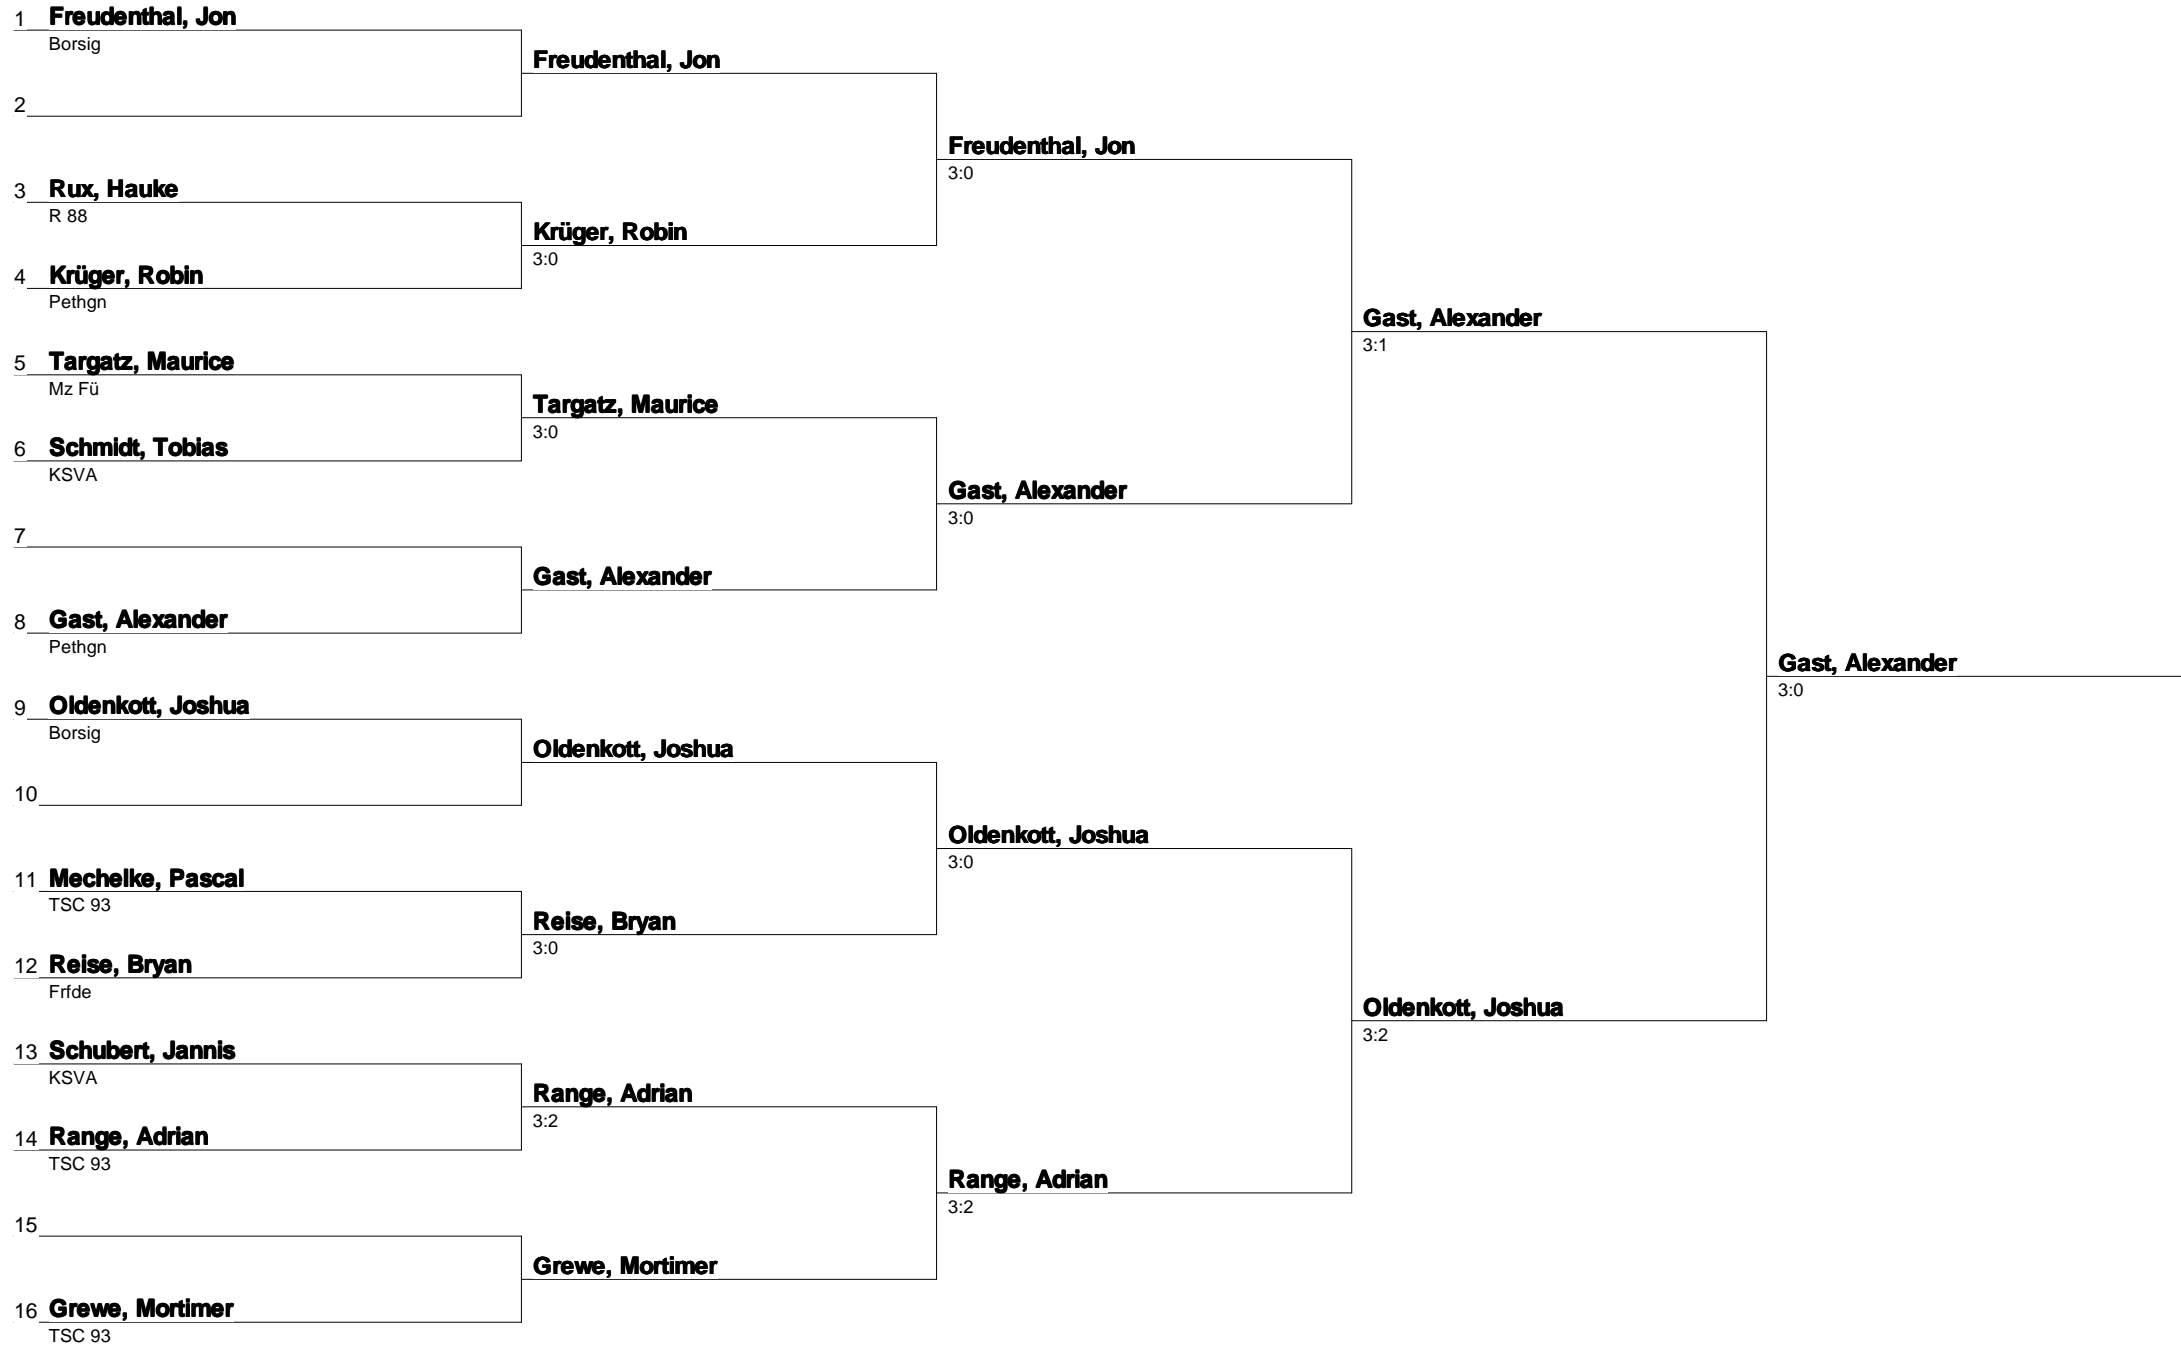 1 Freudenthal, Jon
Borsig
Freudenthal, Jon
2
Freudenthal, Jon
3:0
3 Rux, Hauke
R 88
Krüger, Robin
3:0
4 Krüger, Robin
Pethgn
Gast, Alexander
3:1
5 Targatz, Maurice
Mz Fü
Targatz, Maurice
3:0
6 Schmidt, Tobias
KSVA
Gast, Alexander
3:0
7
Gast, Alexander
8 Gast, Alexander
Pethgn
Gast, Alexander
3:0
9 Oldenkott, Joshua
Borsig
Oldenkott, Joshua
10
Oldenkott, Joshua
3:0
11 Mechelke, Pascal
TSC 93
Reise, Bryan
3:0
12 Reise, Bryan
Frfde
Oldenkott, Joshua
3:2
13 Schubert, Jannis
KSVA
Range, Adrian
3:2
14 Range, Adrian
TSC 93
Range, Adrian
3:2
15
Grewe, Mortimer
16 Grewe, Mortimer
TSC 93